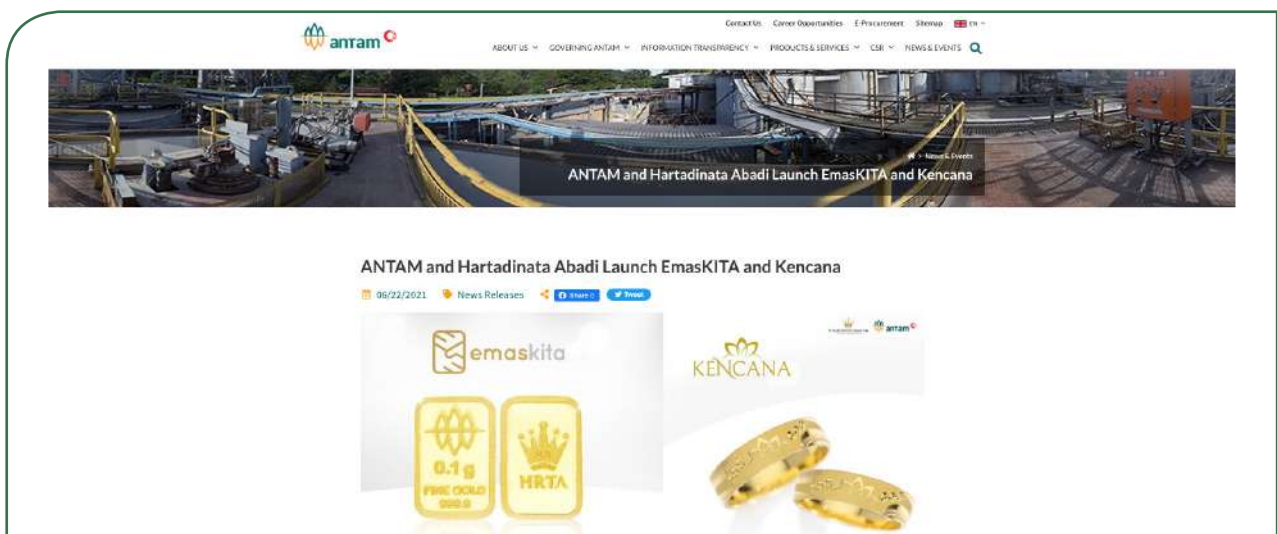 Contact Us Career Opportunities E-Procurement Sitemap EN
antam
ABOUT US GOVERNING ANTAM INFORMATION TRANSPARENCY PRODUCTS & SERVICES CSR NEWS & EVENTS
> News & Events
ANTAM and Hartadinata Abadi Launch EmasKITA and Kencana
ANTAM and Hartadinata Abadi Launch EmasKITA and Kencana
06/22/2021 News Releases Share 0 Tweet
emaskita
0.1 g
FINE GOLD
999.9
HRTA
antam
KENCANA